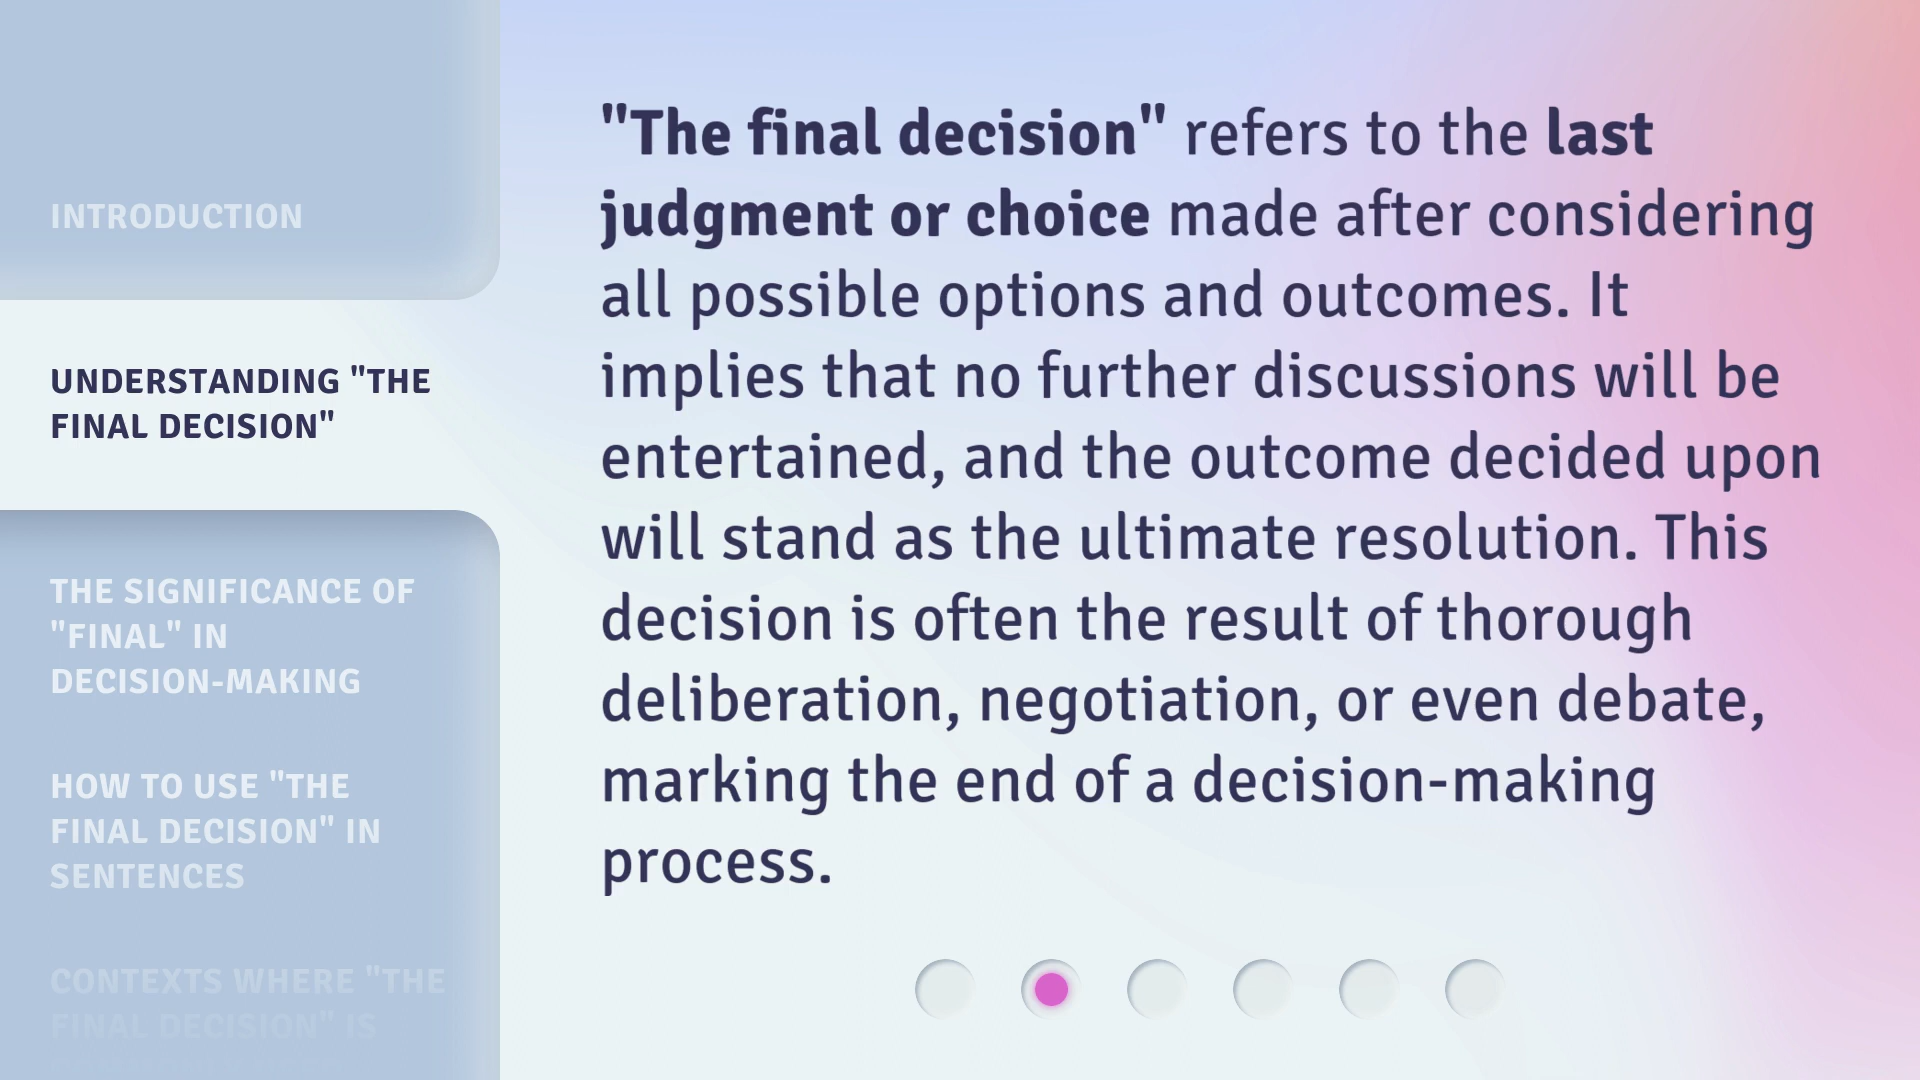 INTRODUCTION
UNDERSTANDING "THE
FINAL DECISION"
THE SIGNIFICANCE OF
"FINAL" IN
DECISION-MAKING
HOW TO USE "THE
FINAL DECISION" IN
SENTENCES
CONTEXTS WHERE "THE
FINAL DECISION" IS
"The final decision" refers to the last
judgment or choice made after considering
all possible options and outcomes. It
implies that no further discussions will be
entertained, and the outcome decided upon
will stand as the ultimate resolution. This
decision is often the result of thorough
deliberation, negotiation, or even debate,
marking the end of a decision-making
process.